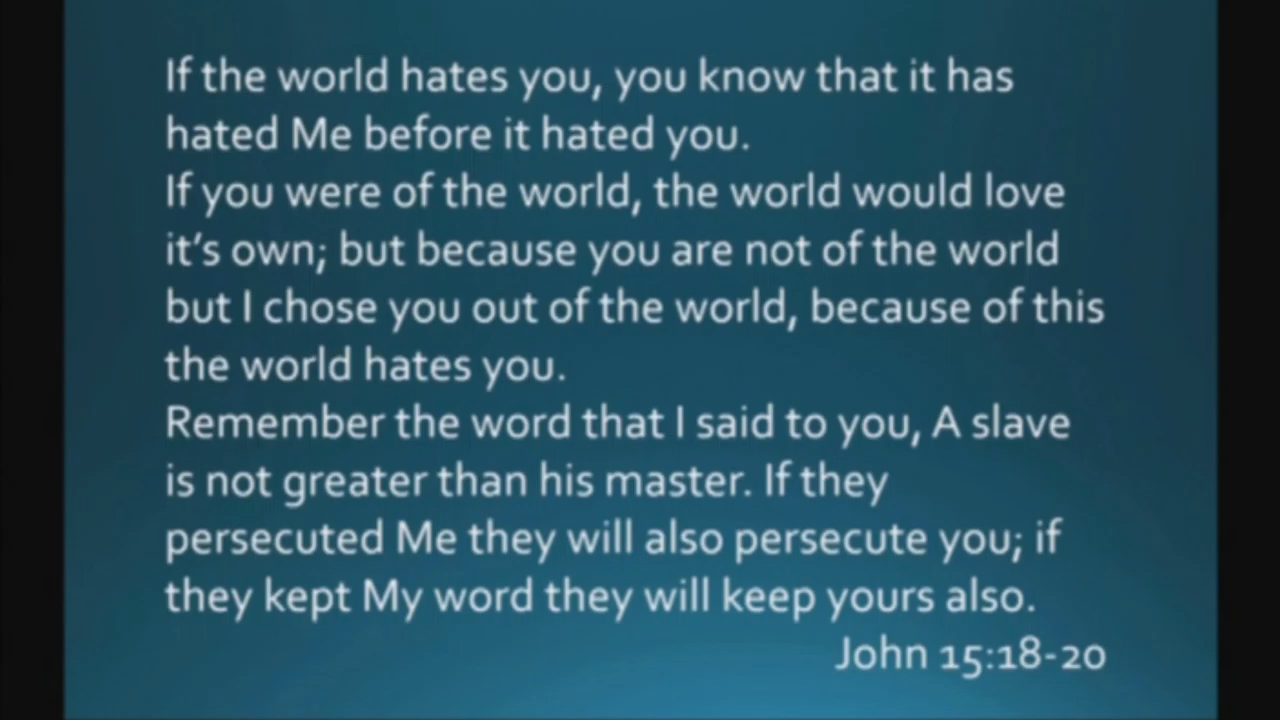 If the world hates you, you know that it has
hated Me before it hated you.
If you were of the world, the world would love
it’s own; but because you are not of the world
but I chose you out of the world, because of this
the world hates you.
Remember the word that I said to you, A slave
is not greater than his master. If they
persecuted Me they will also persecute you; if
they kept My word they will keep yours also.
John 15:18-20